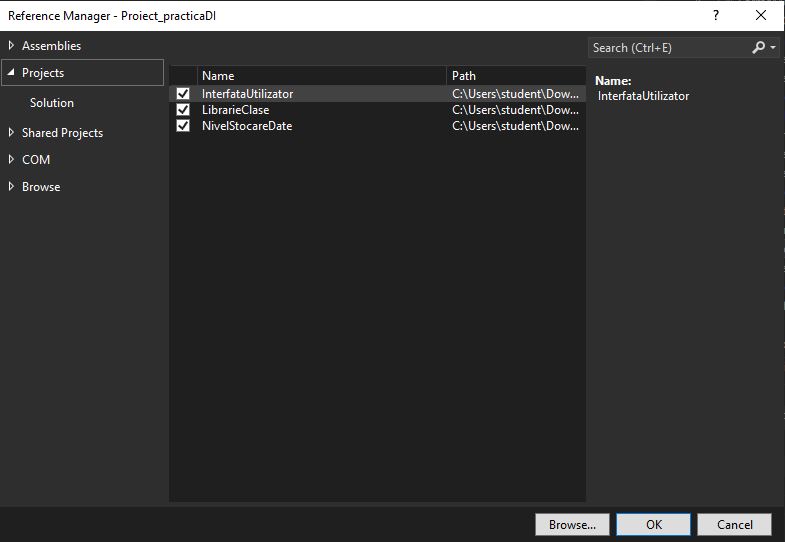 Reference Manager - Proiect_practicaDI
? ×
Assemblies
Projects
Solution
Shared Projects
COM
Browse
Name Path
InterfataUtilizator C:\Users\student\Dow...
LibrarieClase C:\Users\student\Dow...
NivelStocareDate C:\Users\student\Dow...
Search (Ctrl+E)
Name:
InterfataUtilizator
Browse... OK Cancel